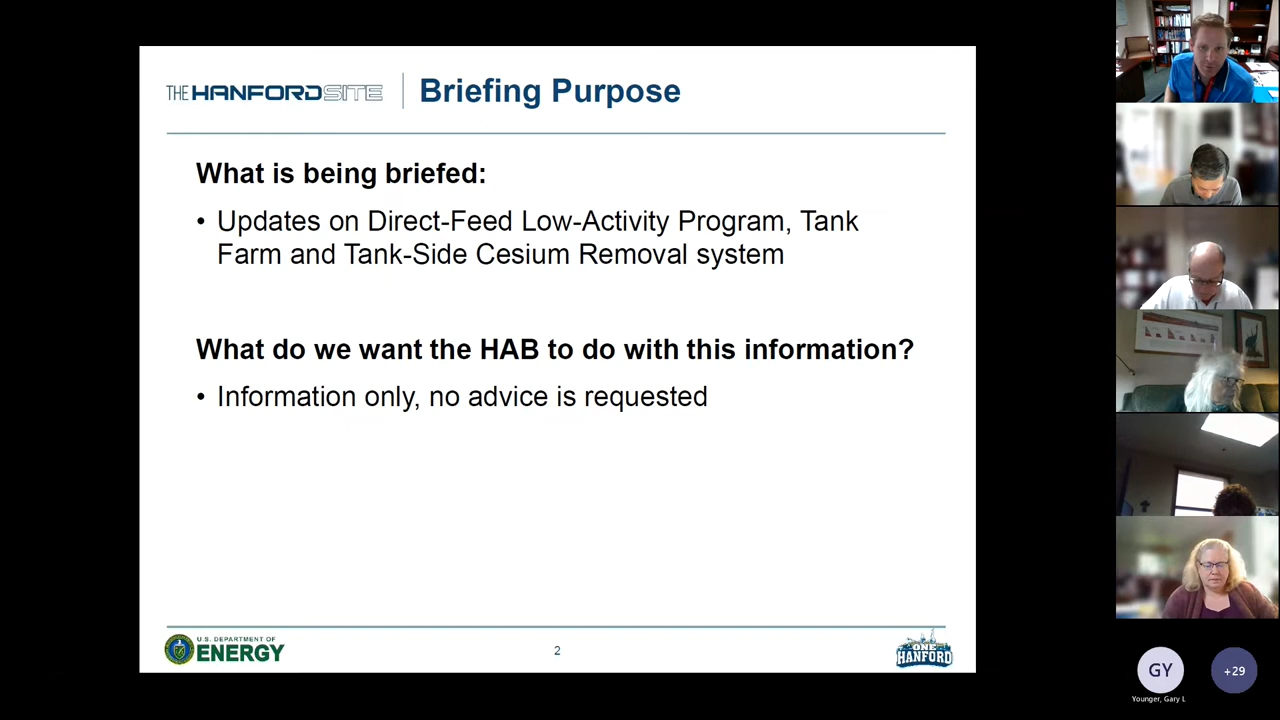 THE HANFORD SITE
Briefing Purpose
What is being briefed:
• Updates on Direct-Feed Low-Activity Program, Tank
Farm and Tank-Side Cesium Removal system
What do we want the HAB to do with this information?
• Information only, no advice is requested
U.S. DEPARTMENT OF
ENERGY
2
ONE
HANFORD
GY
+29
Younger, Gary L